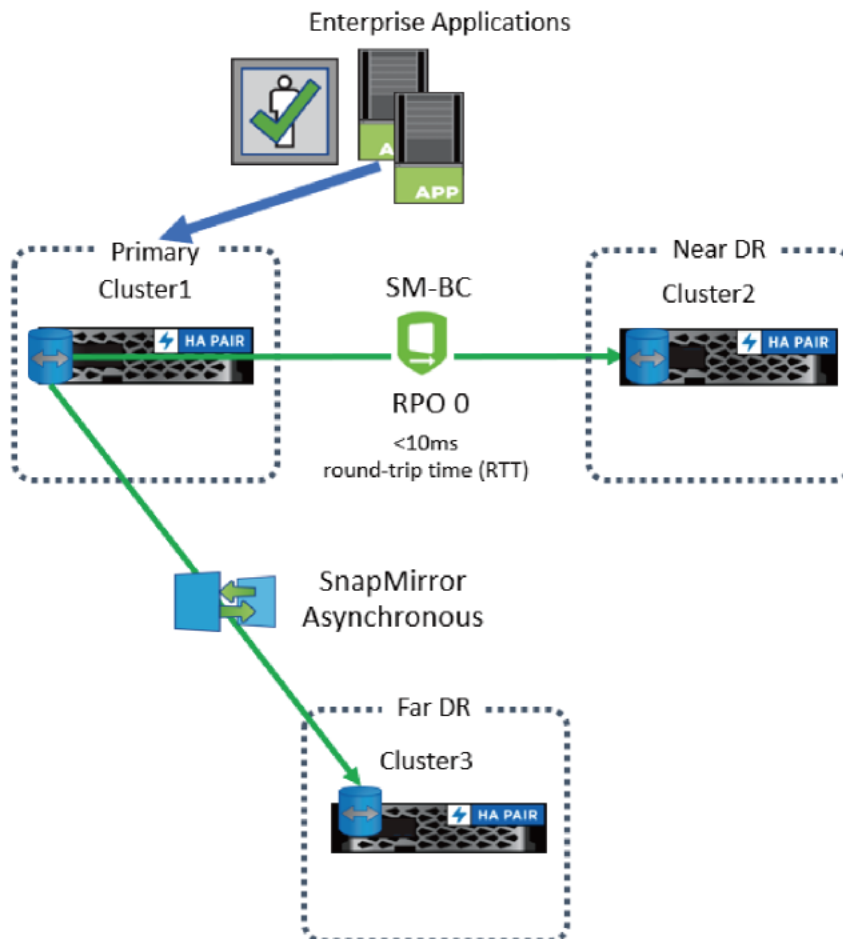 Enterprise Applications
A
APP
Primary
Cluster1
HA PAIR
SM-BC
RPO 0
<10ms
round-trip time (RTT)
Near DR
Cluster2
HA PAIR
SnapMirror
Asynchronous
Far DR
Cluster3
HA PAIR